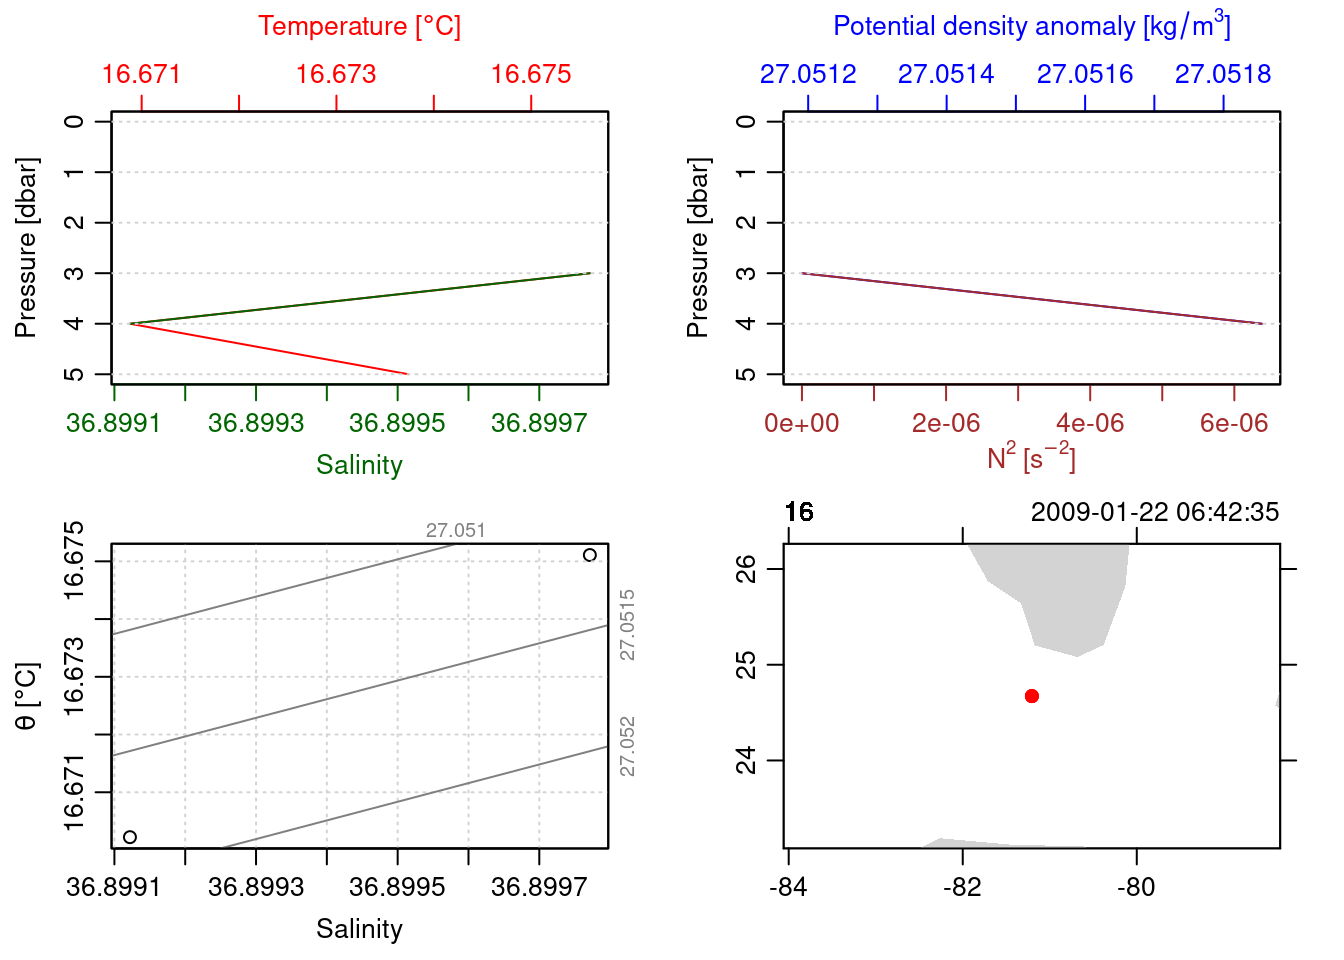 Temperature [°C]
16.671 16.673 16.675
0
1
2
3
4
5
Pressure [dbar]
36.8991 36.8993 36.8995 36.8997
Salinity
Potential density anomaly [kg/m³]
27.0512 27.0514 27.0516 27.0518
0
1
2
3
4
5
Pressure [dbar]
0e+00 2e-06 4e-06 6e-06
N² [s⁻²]
27.051
27.0515
27.052
16.675
16.673
16.671
θ [°C]
36.8991 36.8993 36.8995 36.8997
Salinity
16 2009-01-22 06:42:35
26
25
24
-84 -82 -80